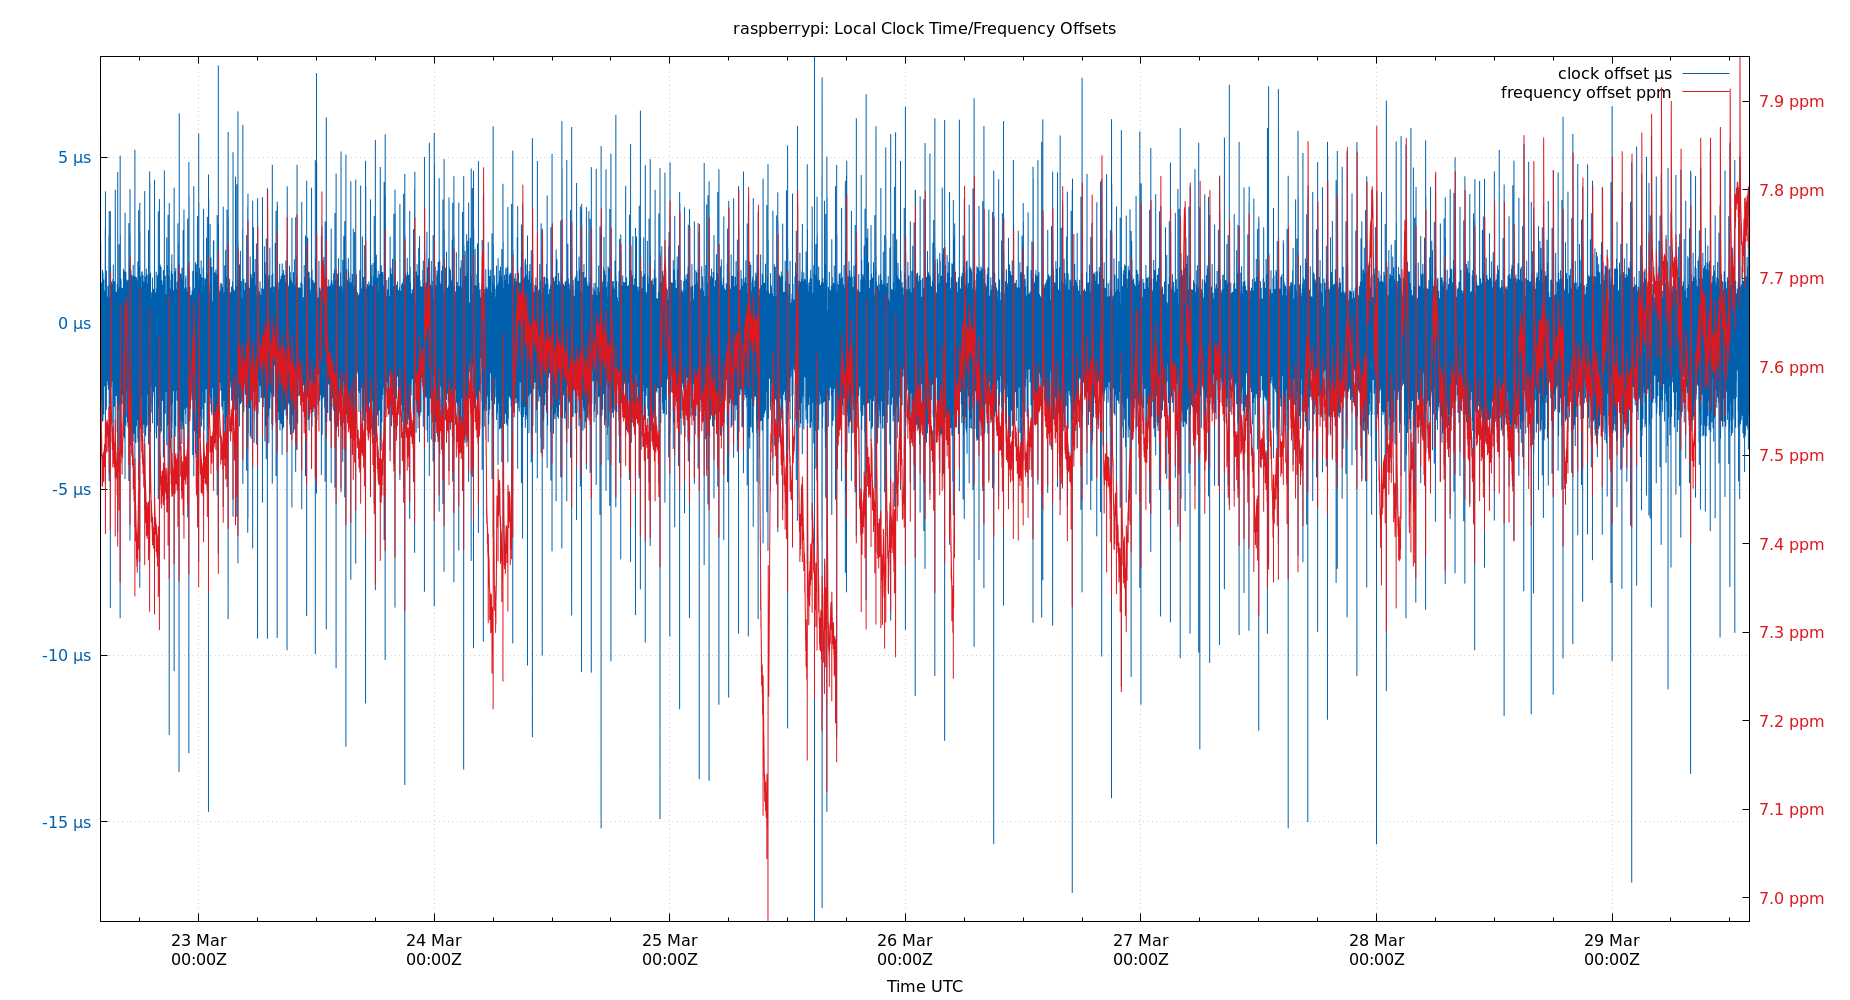 raspberrypi: Local Clock Time/Frequency Offsets
clock offset µs
frequency offset ppm
5 µs
0 µs
-5 µs
-10 µs
-15 µs
7.9 ppm
7.8 ppm
7.7 ppm
7.6 ppm
7.5 ppm
7.4 ppm
7.3 ppm
7.2 ppm
7.1 ppm
7.0 ppm
23 Mar
00:00Z
24 Mar
00:00Z
25 Mar
00:00Z
26 Mar
00:00Z
27 Mar
00:00Z
28 Mar
00:00Z
29 Mar
00:00Z
Time UTC